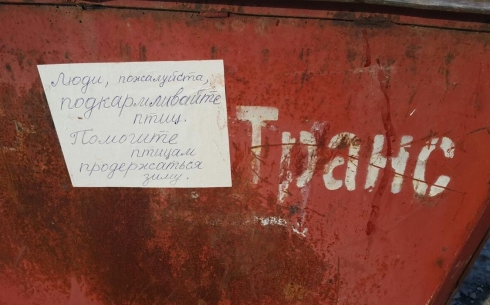 Люди, пожалуйста,
подкармливайте
птиц.
Помогите
птицам
продержаться
зиму.
Транс